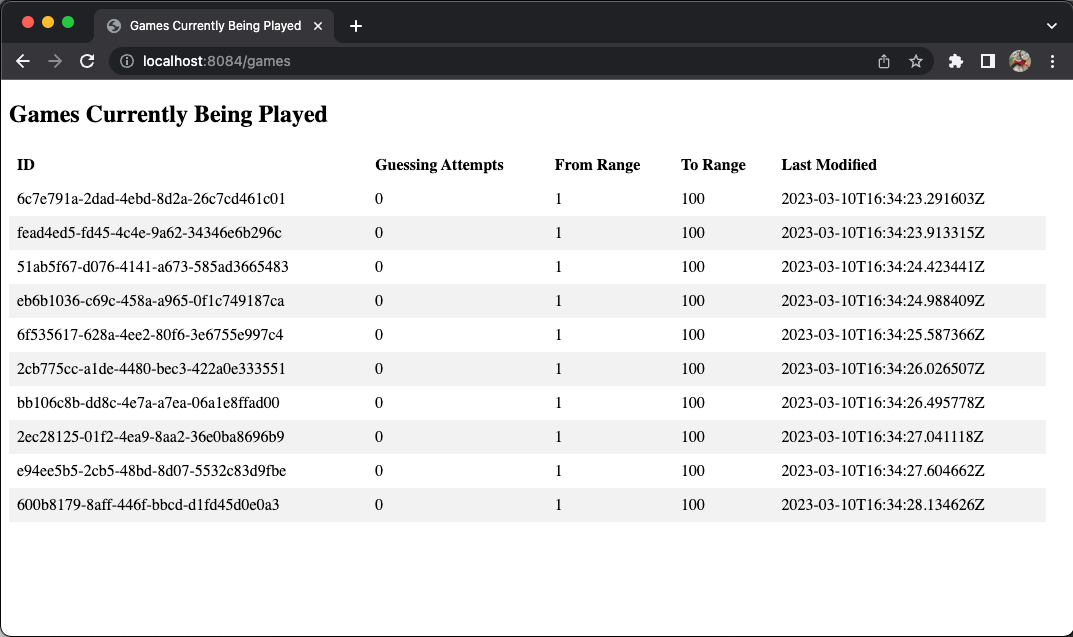 Games Currently Being Played
localhost:8084/games
Games Currently Being Played
ID Guessing Attempts From Range To Range Last Modified
6c7e791a-2dad-4ebd-8d2a-26c7cd461c01 0 1 100 2023-03-10T16:34:23.291603Z
fead4ed5-fd45-4c4e-9a62-34346e6b296c 0 1 100 2023-03-10T16:34:23.913315Z
51ab5f67-d076-4141-a673-585ad3665483 0 1 100 2023-03-10T16:34:24.423441Z
eb6b1036-c69c-458a-a965-0f1c749187ca 0 1 100 2023-03-10T16:34:24.988409Z
6f535617-628a-4ee2-80f6-3e6755e997c4 0 1 100 2023-03-10T16:34:25.587366Z
2cb775cc-a1de-4480-bec3-422a0e333551 0 1 100 2023-03-10T16:34:26.026507Z
bb106c8b-dd8c-4e7a-a7ea-06a1e8ffad00 0 1 100 2023-03-10T16:34:26.495778Z
2ec28125-01f2-4ea9-8aa2-36e0ba8696b9 0 1 100 2023-03-10T16:34:27.041118Z
e94ee5b5-2cb5-48bd-8d07-5532c83d9fbe 0 1 100 2023-03-10T16:34:27.604662Z
600b8179-8aff-446f-bbcd-d1fd45d0e0a3 0 1 100 2023-03-10T16:34:28.134626Z